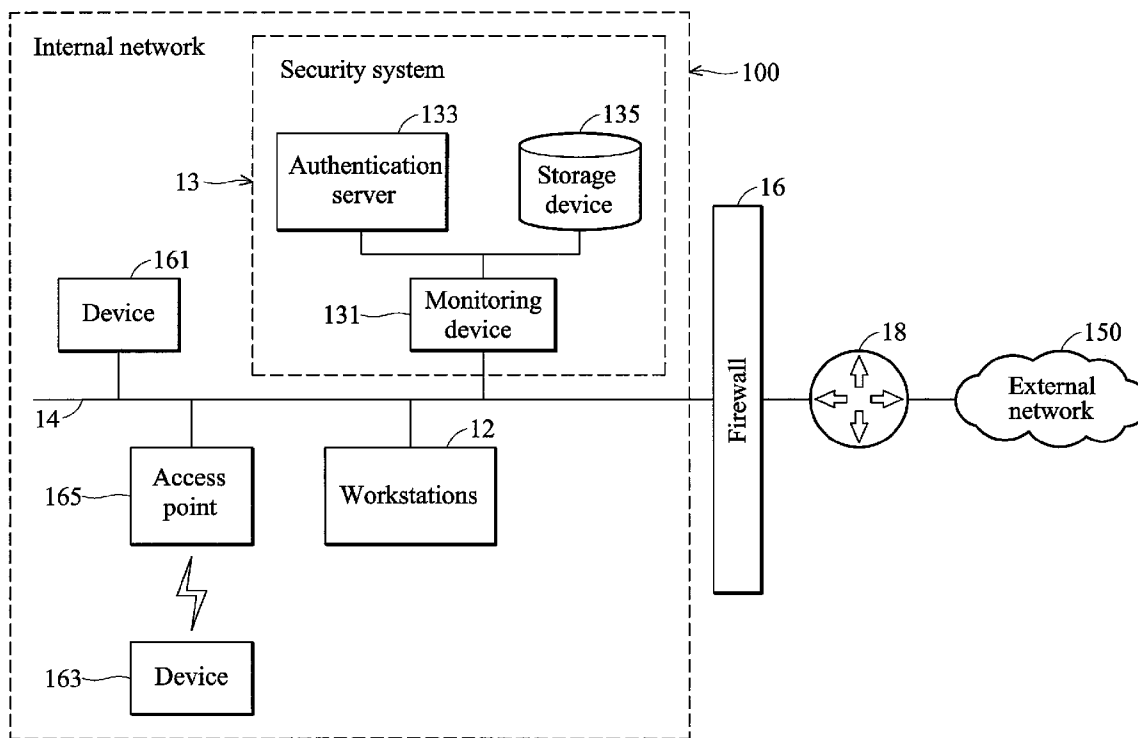 Internal network
Security system
100
133
135
Authentication
server
Storage
device
13
16
161
Device
131
Monitoring
device
18
150
External
network
14
12
Firewall
165
Access
point
Workstations
163
Device